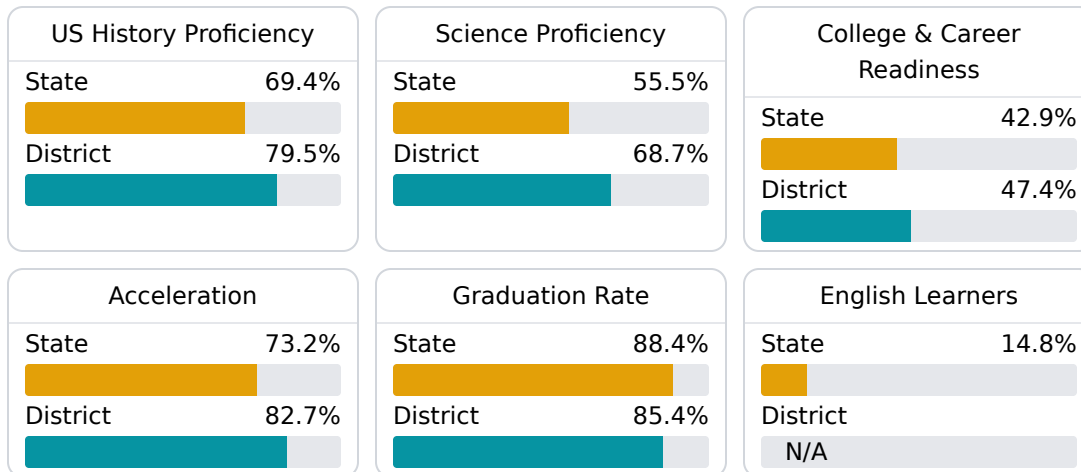 US History Proficiency
State 69.4%
District 79.5%
Science Proficiency
State 55.5%
District 68.7%
College & Career
Readiness
State 42.9%
District 47.4%
Acceleration
State 73.2%
District 82.7%
Graduation Rate
State 88.4%
District 85.4%
English Learners
State 14.8%
District
N/A